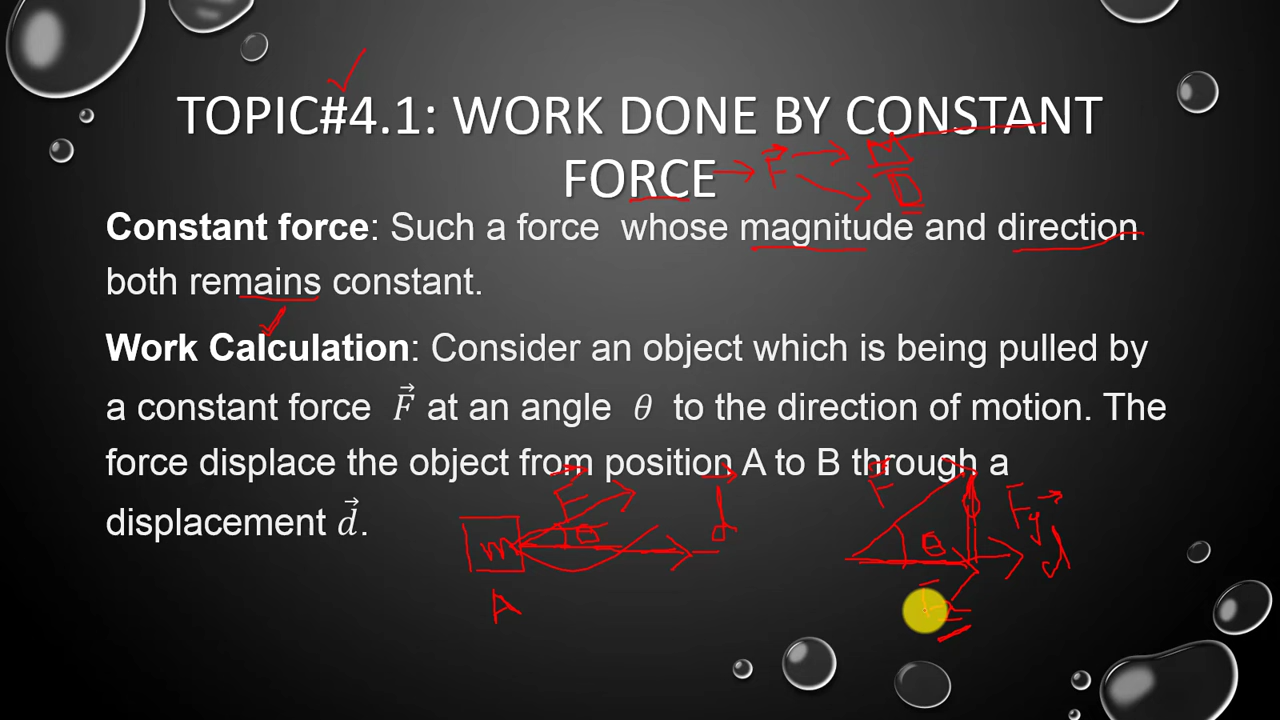 TOPIC#4.1: WORK DONE BY CONSTANT
FORCE → F⃗ M
D
Constant force: Such a force whose magnitude and direction
both remains constant.
Work Calculation: Consider an object which is being pulled by
a constant force F⃗ at an angle θ to the direction of motion. The
force displace the object from position A to B through a
displacement d⃗.
F⃗ d⃗ F⃗ Fy
m θ θ d⃗
A